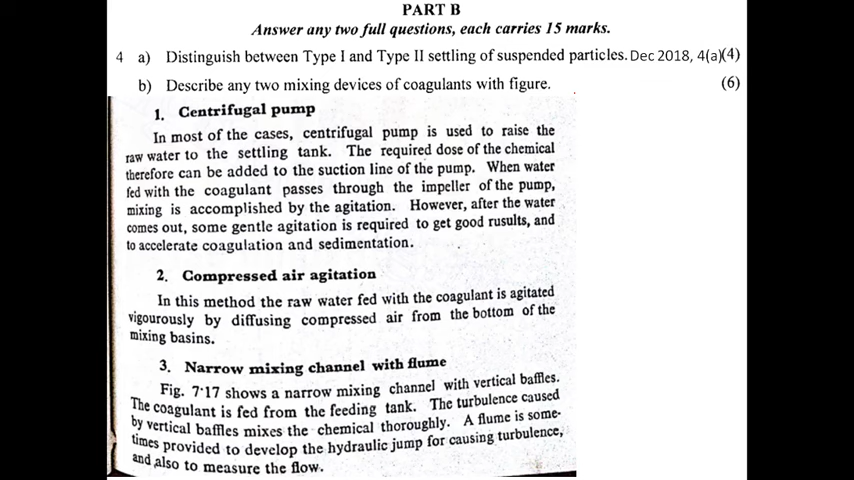 PART B
Answer any two full questions, each carries 15 marks.
4 a) Distinguish between Type I and Type II settling of suspended particles. Dec 2018, 4(a)(4)
b) Describe any two mixing devices of coagulants with figure. (6)
1. Centrifugal pump
In most of the cases, centrifugal pump is used to raise the
raw water to the settling tank. The required dose of the chemical
therefore can be added to the suction line of the pump. When water
fed with the coagulant passes through the impeller of the pump,
mixing is accomplished by the agitation. However, after the water
comes out, some gentle agitation is required to get good rusults, and
to accelerate coagulation and sedimentation.
2. Compressed air agitation
In this method the raw water fed with the coagulant is agitated
vigourously by diffusing compressed air from the bottom of the
mixing basins.
3. Narrow mixing channel with flume
Fig. 7·17 shows a narrow mixing channel with vertical baffles.
The coagulant is fed from the feeding tank. The turbulence caused
by vertical baffles mixes the chemical thoroughly. A flume is some-
times provided to develop the hydraulic jump for causing turbulence,
and also to measure the flow.